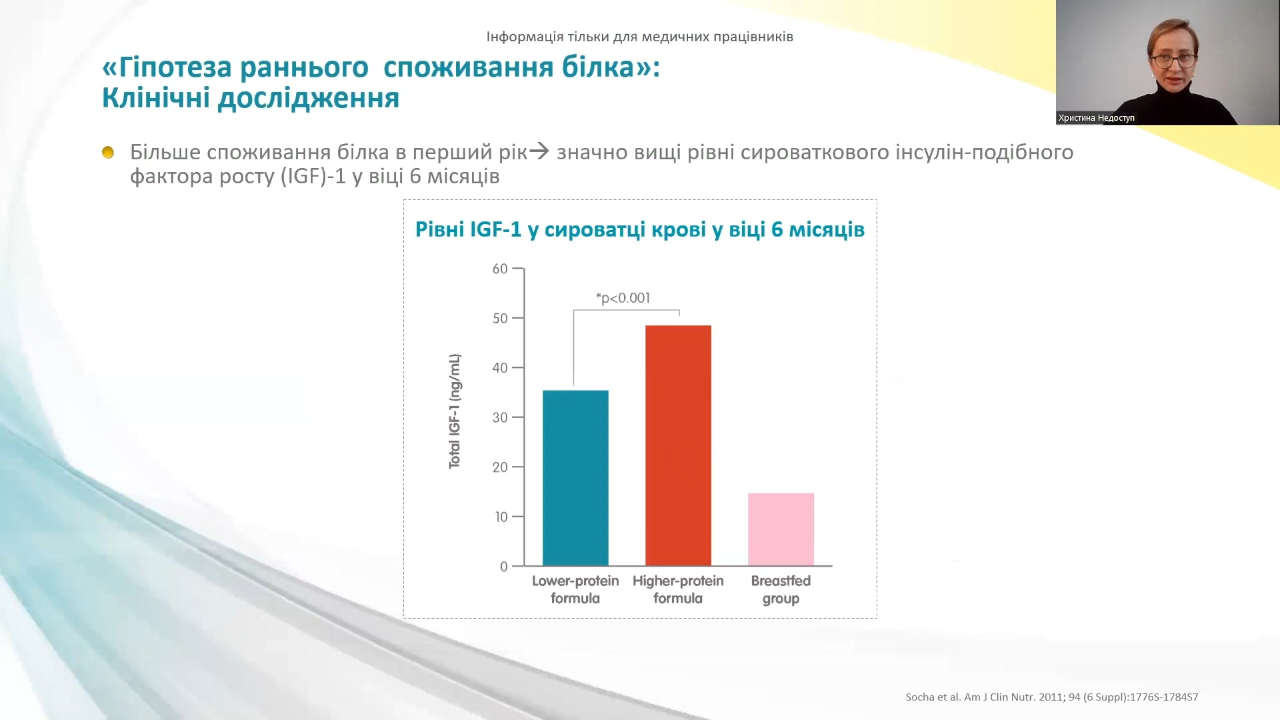 Інформація тільки для медичних працівників
«Гіпотеза раннього споживання білка»:
Клінічні дослідження
Христина Недоступ
Більше споживання білка в перший рік→ значно вищі рівні сироваткового інсулін-подібного
фактора росту (IGF)-1 у віці 6 місяців
Рівні IGF-1 у сироватці крові у віці 6 місяців
60
*p<0.001
50
40
30
20
10
0
Total IGF-1 (ng/mL)
Lower-protein
formula
Higher-protein
formula
Breastfed
group
Socha et al. Am J Clin Nutr. 2011; 94 (6 Suppl):1776S-1784S7